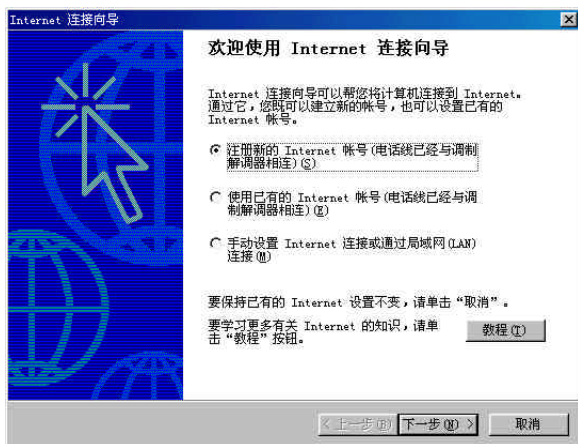 Internet 连接向导
欢迎使用 Internet 连接向导
Internet 连接向导可以帮您将计算机连接到 Internet。
通过它，您既可以建立新的帐号，也可以设置已有的
Internet 帐号。
注册新的 Internet 帐号(电话线已经与调制
解调器相连)(S)
使用已有的 Internet 帐号(电话线已经与调
制解调器相连)(E)
手动设置 Internet 连接或通过局域网(LAN)
连接(M)
要保持已有的 Internet 设置不变，请单击“取消”。
要学习更多有关 Internet 的知识，请单
击“教程”按钮。
教程(T)
< 上一步(B) 下一步(N) > 取消